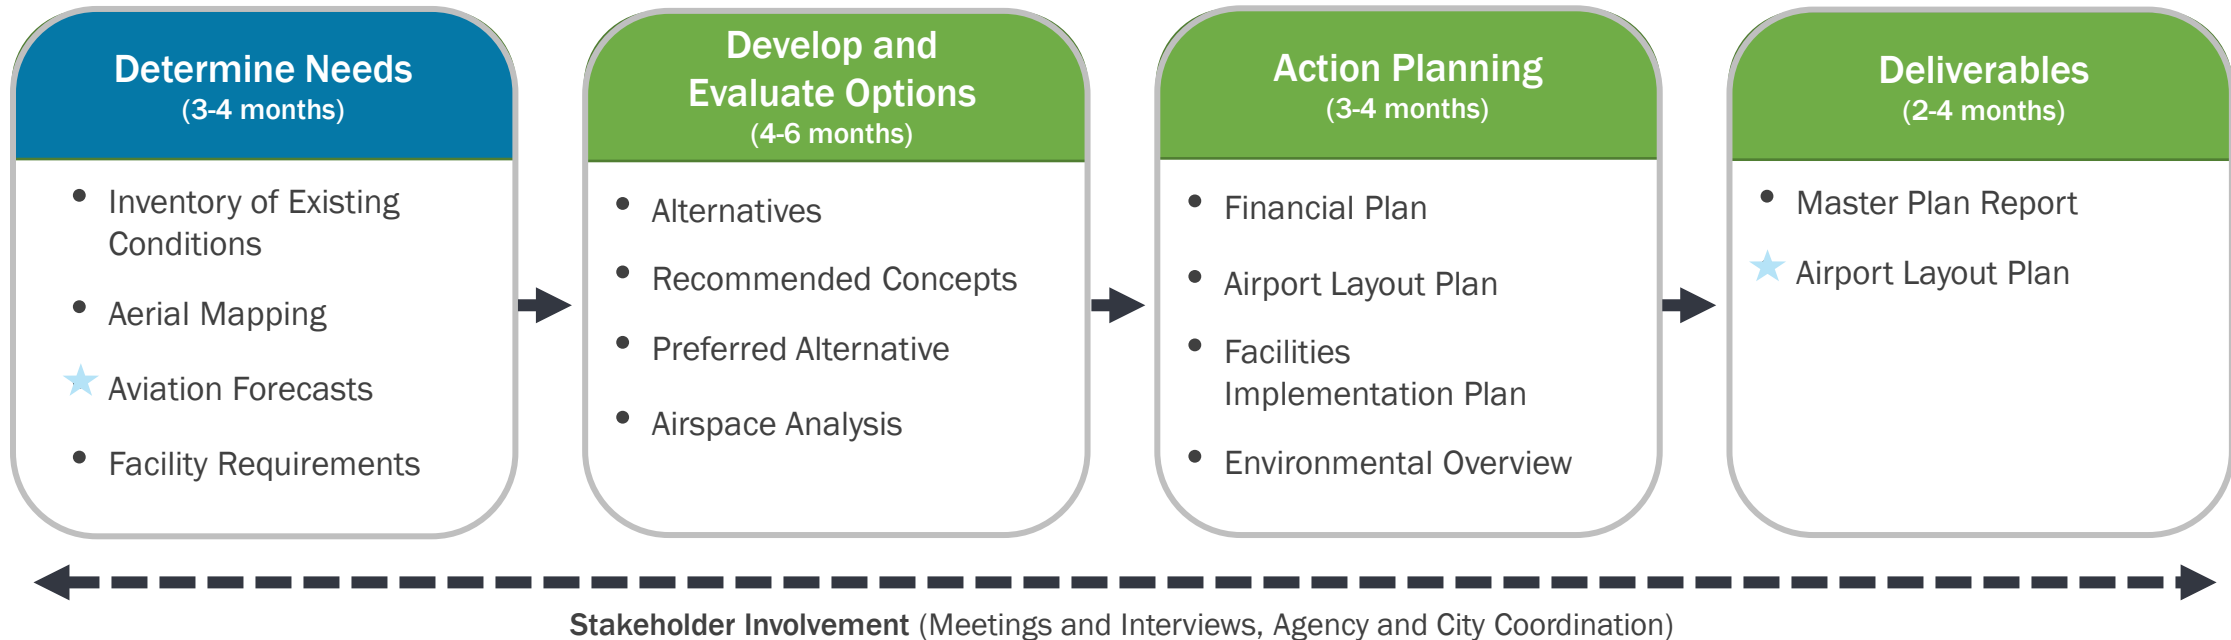 Determine Needs
(3-4 months)
• Inventory of Existing
Conditions
• Aerial Mapping
Aviation Forecasts
• Facility Requirements
Develop and
Evaluate Options
(4-6 months)
• Alternatives
• Recommended Concepts
• Preferred Alternative
• Airspace Analysis
Action Planning
(3-4 months)
• Financial Plan
• Airport Layout Plan
• Facilities
Implementation Plan
• Environmental Overview
Deliverables
(2-4 months)
• Master Plan Report
Airport Layout Plan
Stakeholder Involvement (Meetings and Interviews, Agency and City Coordination)